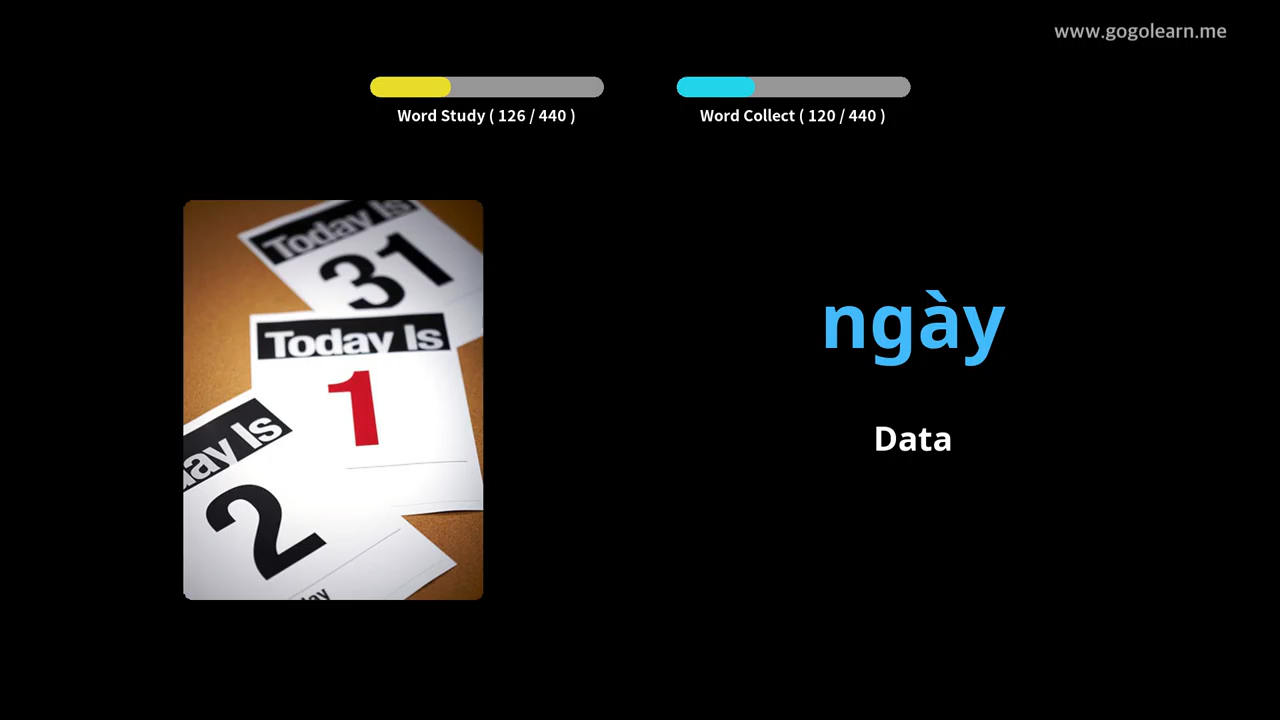 www.gogolearn.me
Word Study ( 126 / 440 )
Word Collect ( 120 / 440 )
Today Is
31
Today Is
1
ay Is
2
ngày
Data